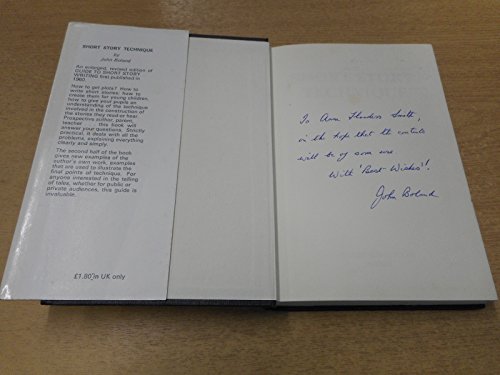 SHORT STORY TECHNIQUE
by
John Boland
An enlarged, revised edition of
GUIDE TO SHORT STORY
WRITING first published in
1960.
How to get plots? How to
write short stories: how to
create them for young children,
how to give your pupils an
understanding of the technique
involved in the construction of
the stories they read or hear.
Prospective author, parent,
teacher this book will
answer your questions. Strictly
practical, it deals with all the
problems, explaining everything
clearly and simply.
The second half of the book
gives new examples of the
author's own work, examples
that are used to illustrate the
final points of technique. For
anyone interested in the telling
of tales, whether for public or
private audiences, this guide is
invaluable.
£1.80 in UK only
To Anne Flanders Smith,
in the hope that the contents
will be of some use.
With 'Best Wishes'!
John Boland